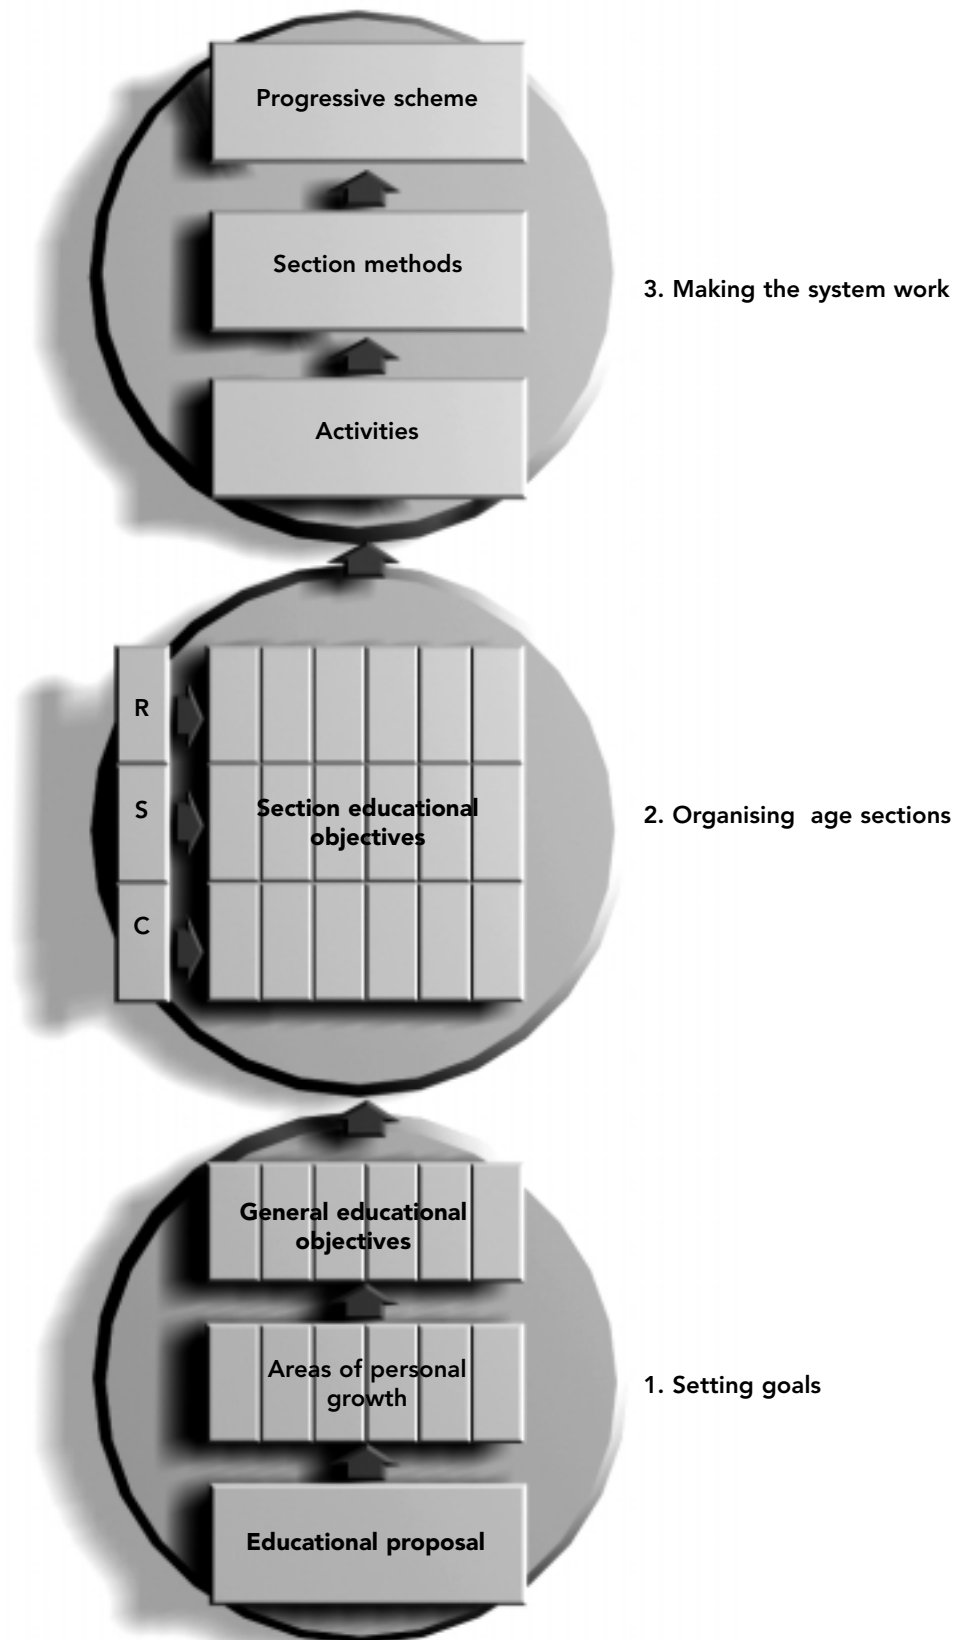 Progressive scheme
Section methods
3. Making the system work
Activities
R
S
Section educational
objectives
2. Organising  age sections
C
General educational
objectives
Areas of personal
growth
1. Setting goals
Educational proposal